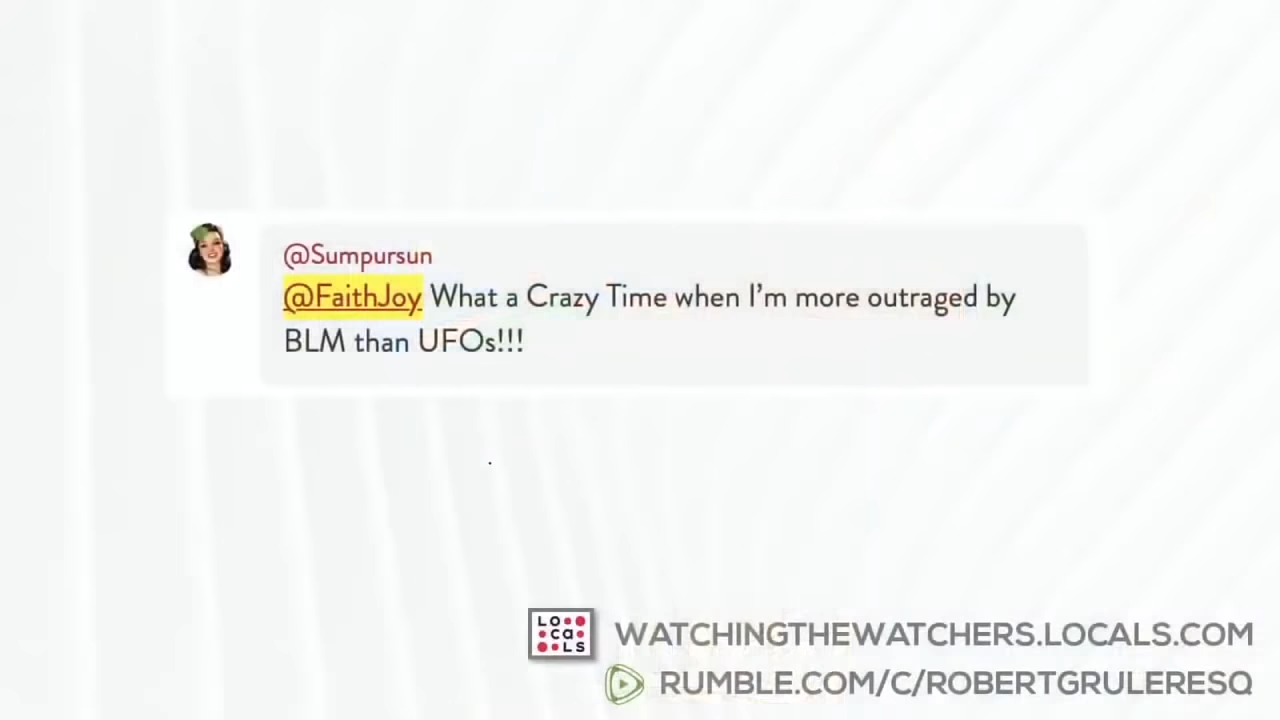 @Sumpursun
@FaithJoy What a Crazy Time when I'm more outraged by
BLM than UFOs!!!
LO
ca
LS
WATCHINGTHEWATCHERS.LOCALS.COM
RUMBLE.COM/C/ROBERTGRULERESQ